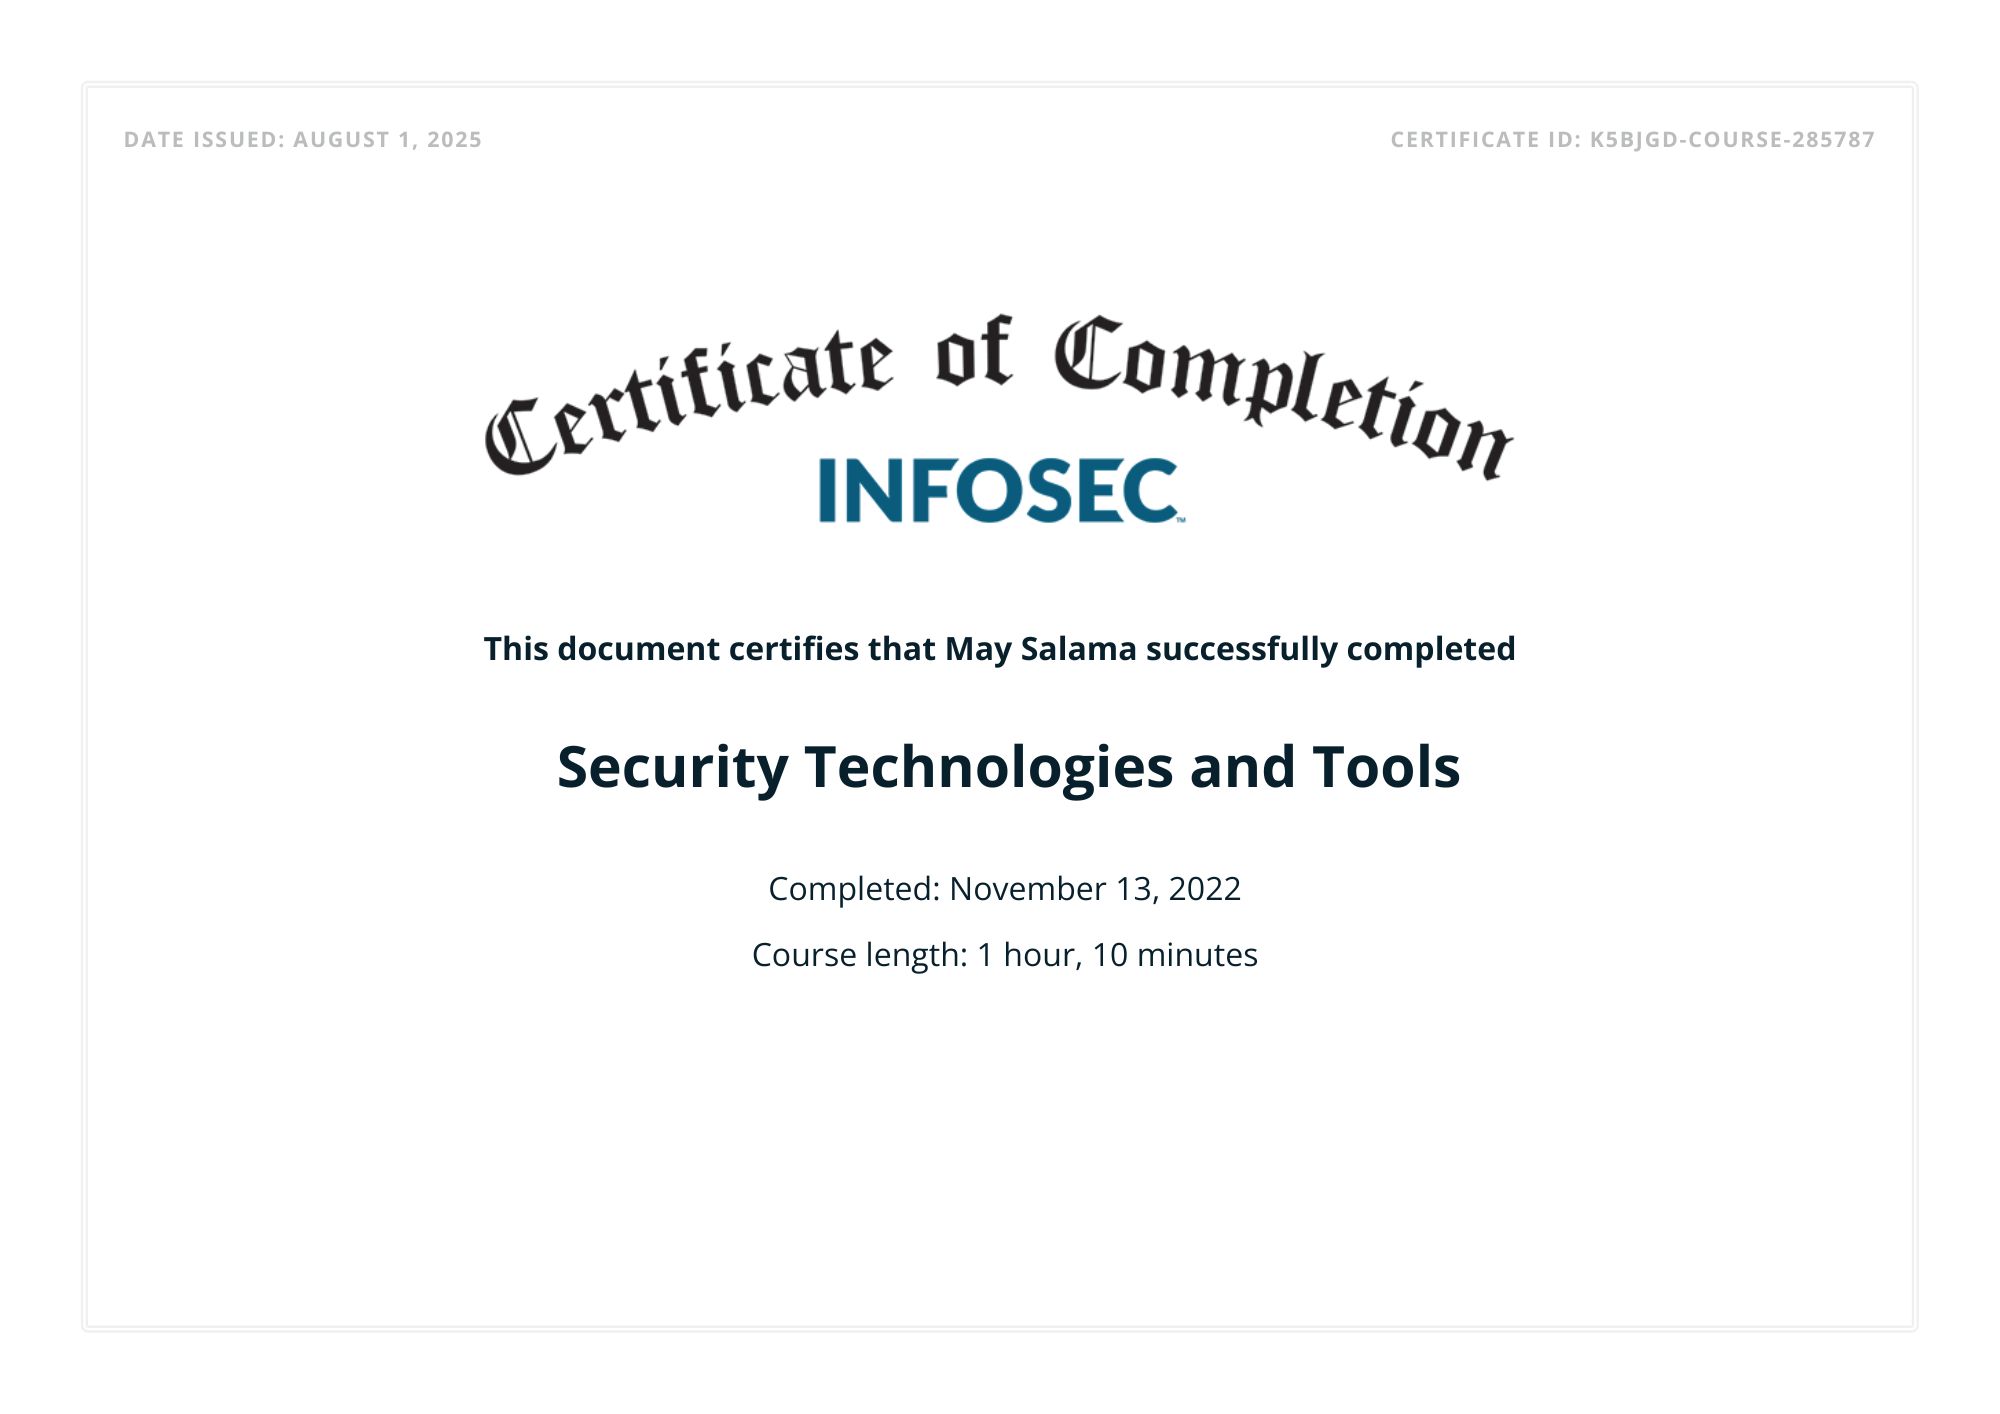 DATE ISSUED: AUGUST 1, 2025
CERTIFICATE ID: K5BJGD-COURSE-285787
Certificate of Completion
INFOSEC™
This document certifies that May Salama successfully completed
Security Technologies and Tools
Completed: November 13, 2022
Course length: 1 hour, 10 minutes